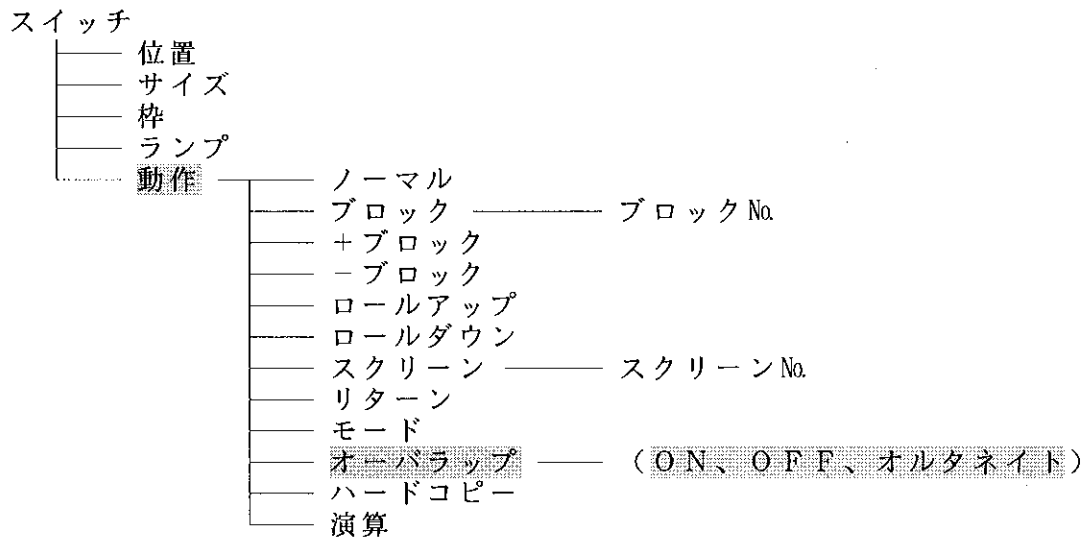 スイッチ
位置
サイズ
枠
ランプ
動作 ノーマル
ブロック ブロック№
+ブロック
-ブロック
ロールアップ
ロールダウン
スクリーン スクリーン№
リターン
モード
オーバラップ (ON、OFF、オルタネイト)
ハードコピー
演算